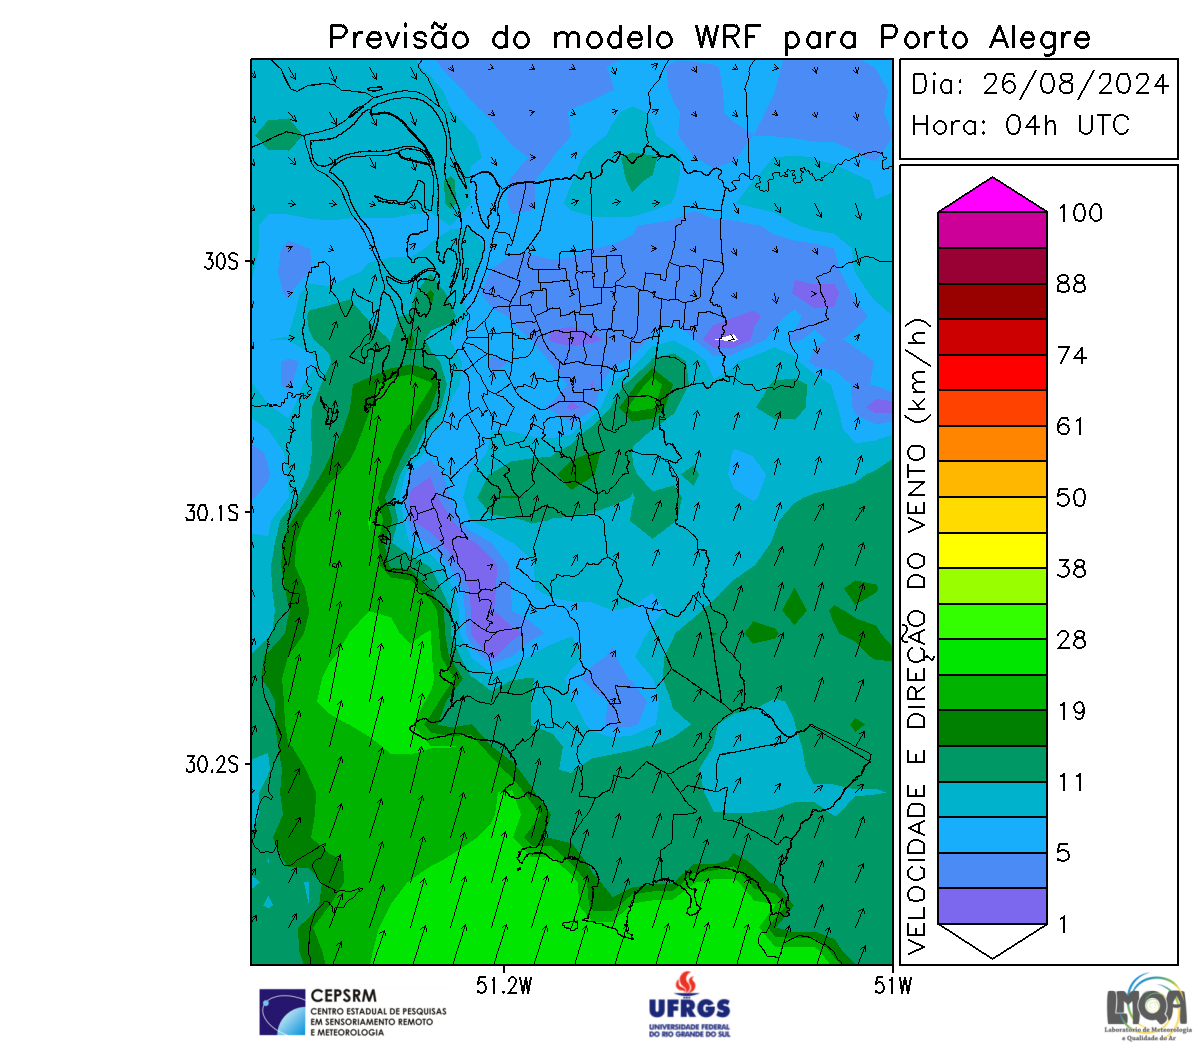 Previsão do modelo WRF para Porto Alegre
Dia: 26/08/2024
Hora: 04h UTC
30S
30.1S
30.2S
51.2W
51W
VELOCIDADE E DIREÇÃO DO VENTO (km/h)
100
88
74
61
50
38
28
19
11
5
1
CEPSRM
CENTRO ESTADUAL DE PESQUISAS
EM SENSORIAMENTO REMOTO
E METEOROLOGIA
UFRGS
UNIVERSIDADE FEDERAL
DO RIO GRANDE DO SUL
LMQA
Laboratório de Meteorologia
e Qualidade do Ar